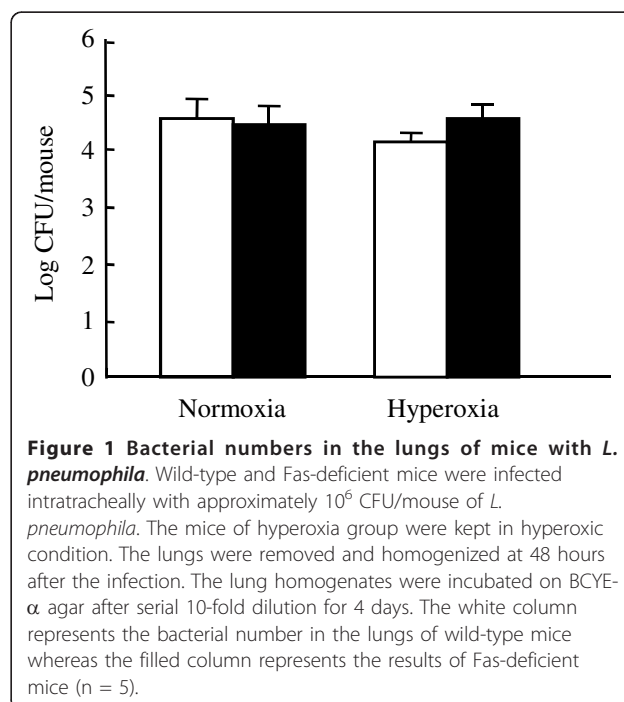 6
5
4
3
2
1
0
Log CFU/mouse
Normoxia Hyperoxia
Figure 1 Bacterial numbers in the lungs of mice with L.
pneumophila. Wild-type and Fas-deficient mice were infected
intratracheally with approximately 10⁶ CFU/mouse of L.
pneumophila. The mice of hyperoxia group were kept in hyperoxic
condition. The lungs were removed and homogenized at 48 hours
after the infection. The lung homogenates were incubated on BCYE-
α agar after serial 10-fold dilution for 4 days. The white column
represents the bacterial number in the lungs of wild-type mice
whereas the filled column represents the results of Fas-deficient
mice (n = 5).